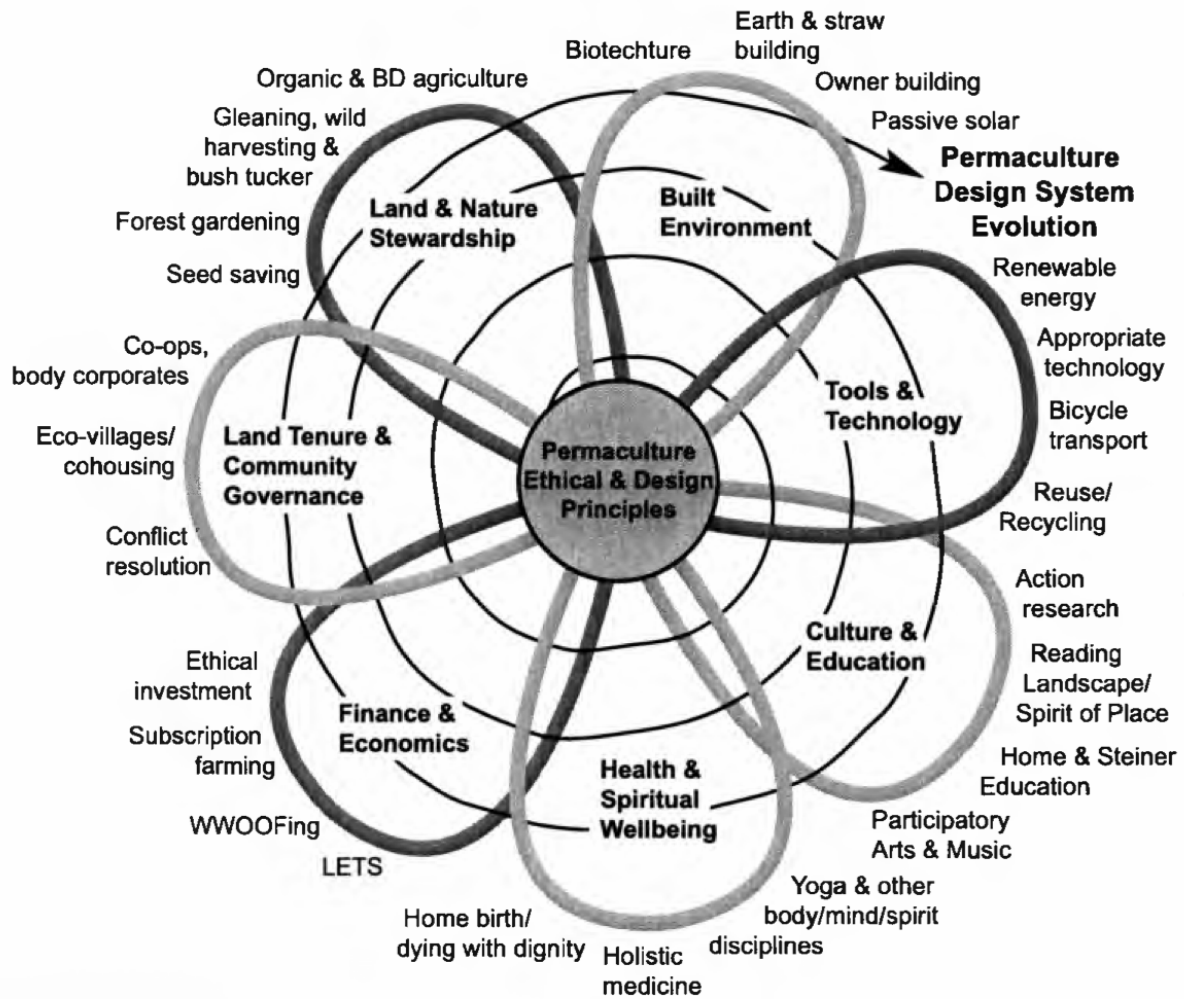 Earth & straw
building
Biotechture
Owner building
Passive solar
Permaculture
Design System
Evolution
Organic & BD agriculture
Gleaning, wild
harvesting &
bush tucker
Forest gardening
Seed saving
Land & Nature
Stewardship
Built
Environment
Renewable
energy
Appropriate
technology
Bicycle
transport
Reuse/
Recycling
Tools &
Technology
Co-ops,
body corporates
Eco-villages/
cohousing
Conflict
resolution
Land Tenure &
Community
Governance
Permaculture
Ethical & Design
Principles
Action
research
Reading
Landscape/
Spirit of Place
Home & Steiner
Education
Participatory
Arts & Music
Culture &
Education
Ethical
investment
Subscription
farming
WWOOFing
LETS
Finance &
Economics
Health &
Spiritual
Wellbeing
Yoga & other
body/mind/spirit
disciplines
Home birth/
dying with dignity
Holistic
medicine